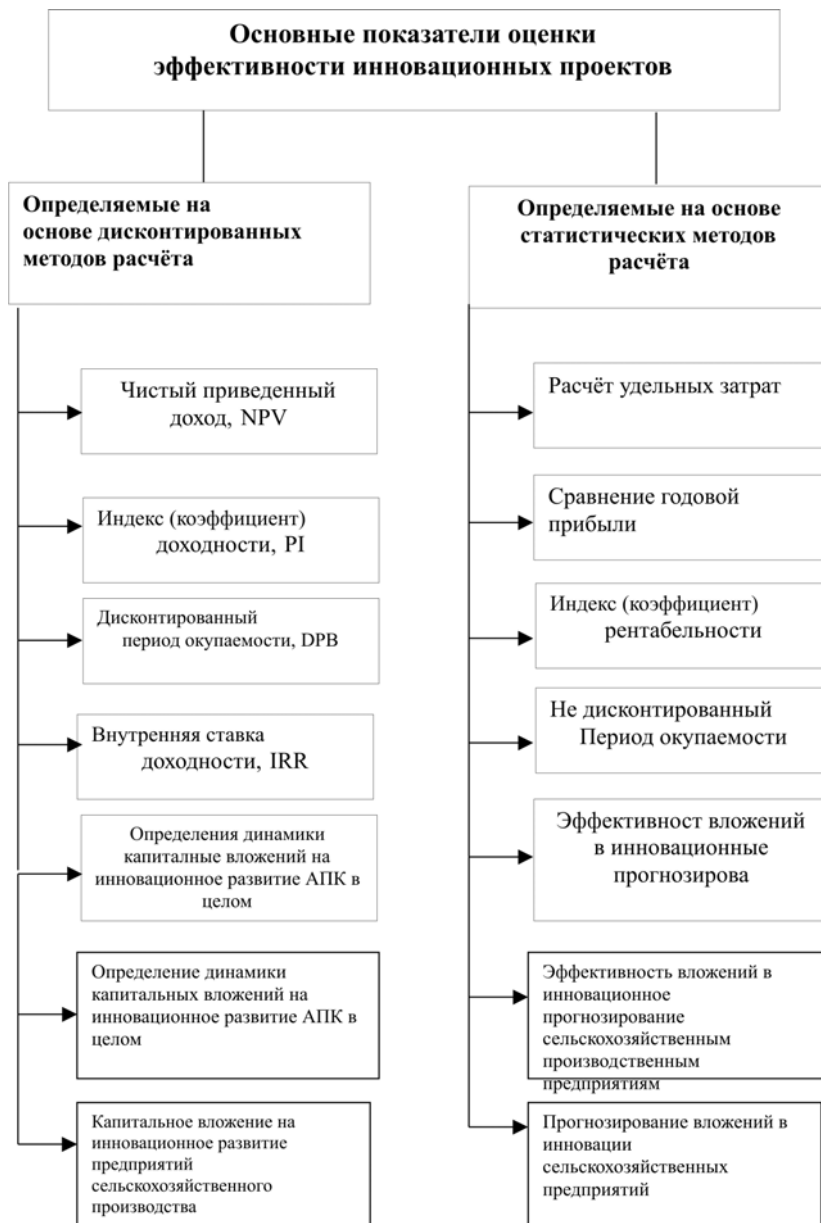 Основные показатели оценки
эффективности инновационных проектов
Определяемые на
основе дисконтированных
методов расчёта
Чистый приведенный
доход, NPV
Индекс (коэффициент)
доходности, PI
Дисконтированный
период окупаемости, DPB
Внутренняя ставка
доходности, IRR
Определения динамики
капиталные вложений на
инновационное развитие АПК в
целом
Определение динамики
капитальных вложений на
инновационное развитие АПК в
целом
Капитальное вложение на
инновационное развитие
предприятий
сельскохозяйственного
производства
Определяемые на основе
статистических методов
расчёта
Расчёт удельных затрат
Сравнение годовой
прибыли
Индекс (коэффициент)
рентабельности
Не дисконтированный
Период окупаемости
Эффективност вложений
в инновационные
прогнозирова
Эффективность вложений в
инновационное
прогнозирование
сельскохозяйственным
производственным
предприятиям
Прогнозирование вложений в
инновации
сельскохозяйственных
предприятий